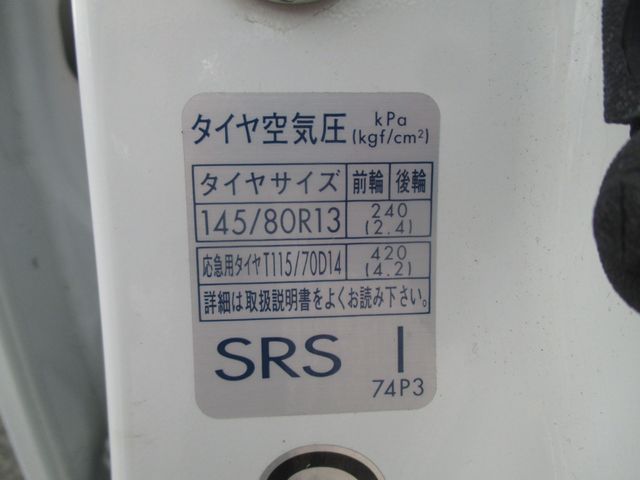 タイヤ空気圧 kPa (kgf/cm²)
タイヤサイズ 前輪 後輪
145/80R13 240 (2.4)
応急用タイヤT115/70D14 420 (4.2)
詳細は取扱説明書をよくお読み下さい。
SRS I
74P3